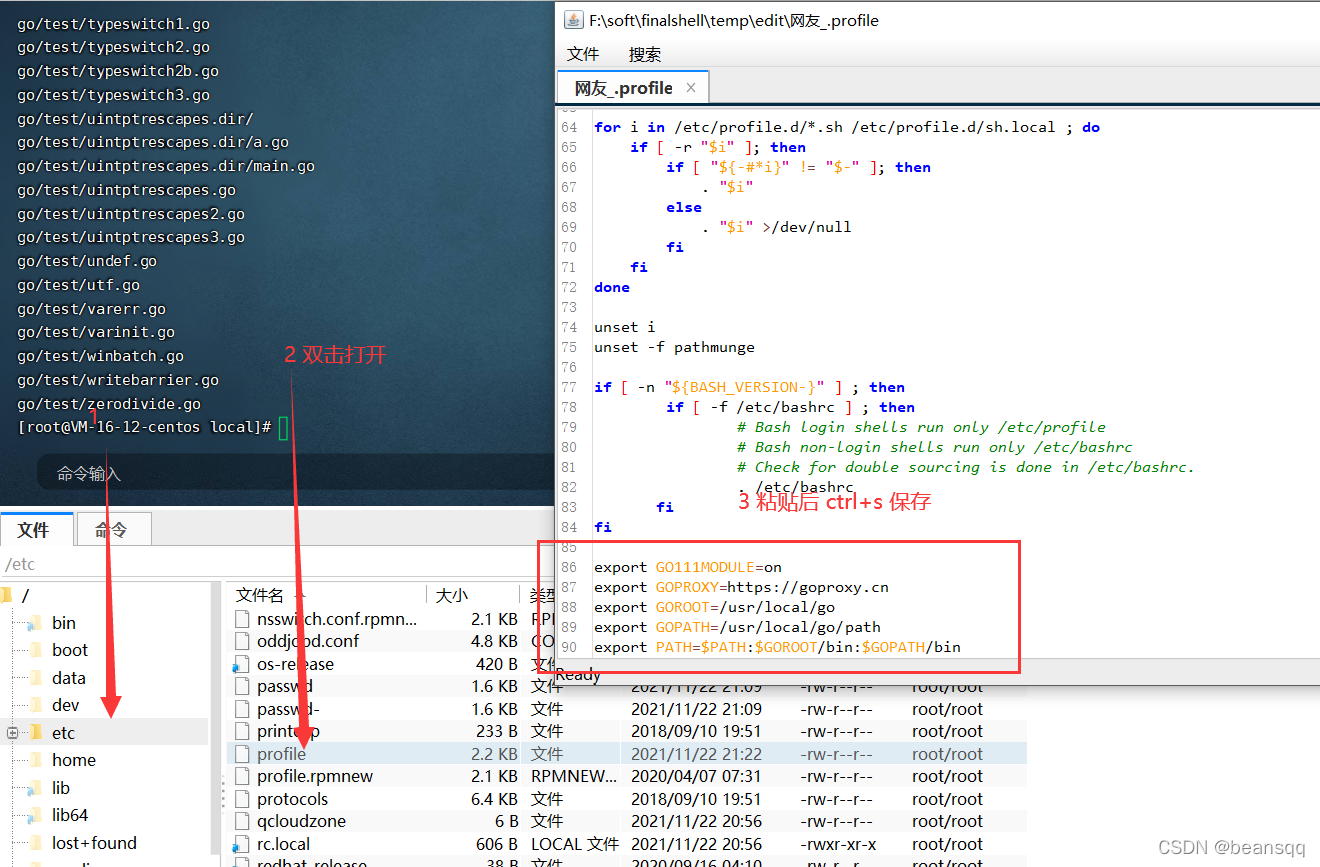 go/test/typeswitch1.go
go/test/typeswitch2.go
go/test/typeswitch2b.go
go/test/typeswitch3.go
go/test/uintptrescapes.dir/
go/test/uintptrescapes.dir/a.go
go/test/uintptrescapes.dir/main.go
go/test/uintptrescapes.go
go/test/uintptrescapes2.go
go/test/uintptrescapes3.go
go/test/undef.go
go/test/utf.go
go/test/varerr.go
go/test/varinit.go
go/test/winbatch.go
go/test/writebarrier.go
go/test/zerodivide.go
[root@VM-16-12-centos local]#
命令输入
1
2 双击打开
F:\soft\finalshell\temp\edit\网友_.profile
文件 搜索
网友_.profile ×
64 for i in /etc/profile.d/*.sh /etc/profile.d/sh.local ; do
65 if [ -r "$i" ]; then
66 if [ "${-#*i}" != "$-" ]; then
67 . "$i"
68 else
69 . "$i" >/dev/null
70 fi
71 fi
72 done
73
74 unset i
75 unset -f pathmunge
76
77 if [ -n "${BASH_VERSION-}" ] ; then
78 if [ -f /etc/bashrc ] ; then
79 # Bash login shells run only /etc/profile
80 # Bash non-login shells run only /etc/bashrc
81 # Check for double sourcing is done in /etc/bashrc.
82 . /etc/bashrc
83 fi
84 fi
85
86 export GO111MODULE=on
87 export GOPROXY=https://goproxy.cn
88 export GOROOT=/usr/local/go
89 export GOPATH=/usr/local/go/path
90 export PATH=$PATH:$GOROOT/bin:$GOPATH/bin
3 粘贴后 ctrl+s 保存
Ready
文件 命令
/etc
/
bin
boot
data
dev
etc
home
lib
lib64
lost+found
文件名 大小 类型
nsswitch.conf.rpmn... 2.1 KB
oddjobd.conf 4.8 KB
os-release 420 B 文件
passwd 1.6 KB 文件 2021/11/22 21:09 -rw-r--r-- root/root
passwd- 1.6 KB 文件 2021/11/22 21:09 -rw-r--r-- root/root
printcap 233 B 文件 2018/09/10 19:51 -rw-r--r-- root/root
profile 2.2 KB 文件 2021/11/22 21:22 -rw-r--r-- root/root
profile.rpmnew 2.1 KB RPMNEW... 2020/04/07 07:31 -rw-r--r-- root/root
protocols 6.4 KB 文件 2018/09/10 19:51 -rw-r--r-- root/root
qcloudzone 6 B 文件 2021/11/22 20:56 -rw-r--r-- root/root
rc.local 606 B LOCAL 文件 2021/11/22 20:56 -rwxr-xr-x root/root
redhat-release 38 B 文件 2020/09/16 04:10 -rw-r--r-- root/root
CSDN @beansqq